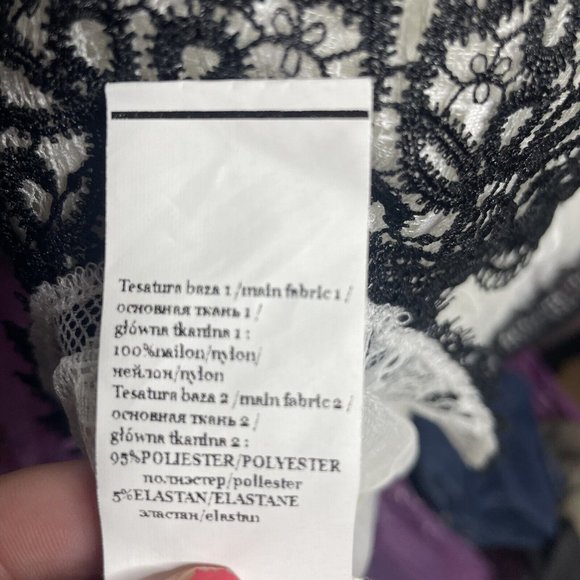 Tesatura baza 1 /main fabric 1 /
основная ткань 1 /
główna tkanina 1 :
100%nailon/nylon/
нейлон/nylon
Tesatura baza 2 /main fabric 2 /
основная ткань 2 /
główna tkanina 2 :
95%POLIESTER/POLYESTER
полиэстер/poliester
5%ELASTAN/ELASTANE
эластан/elastan